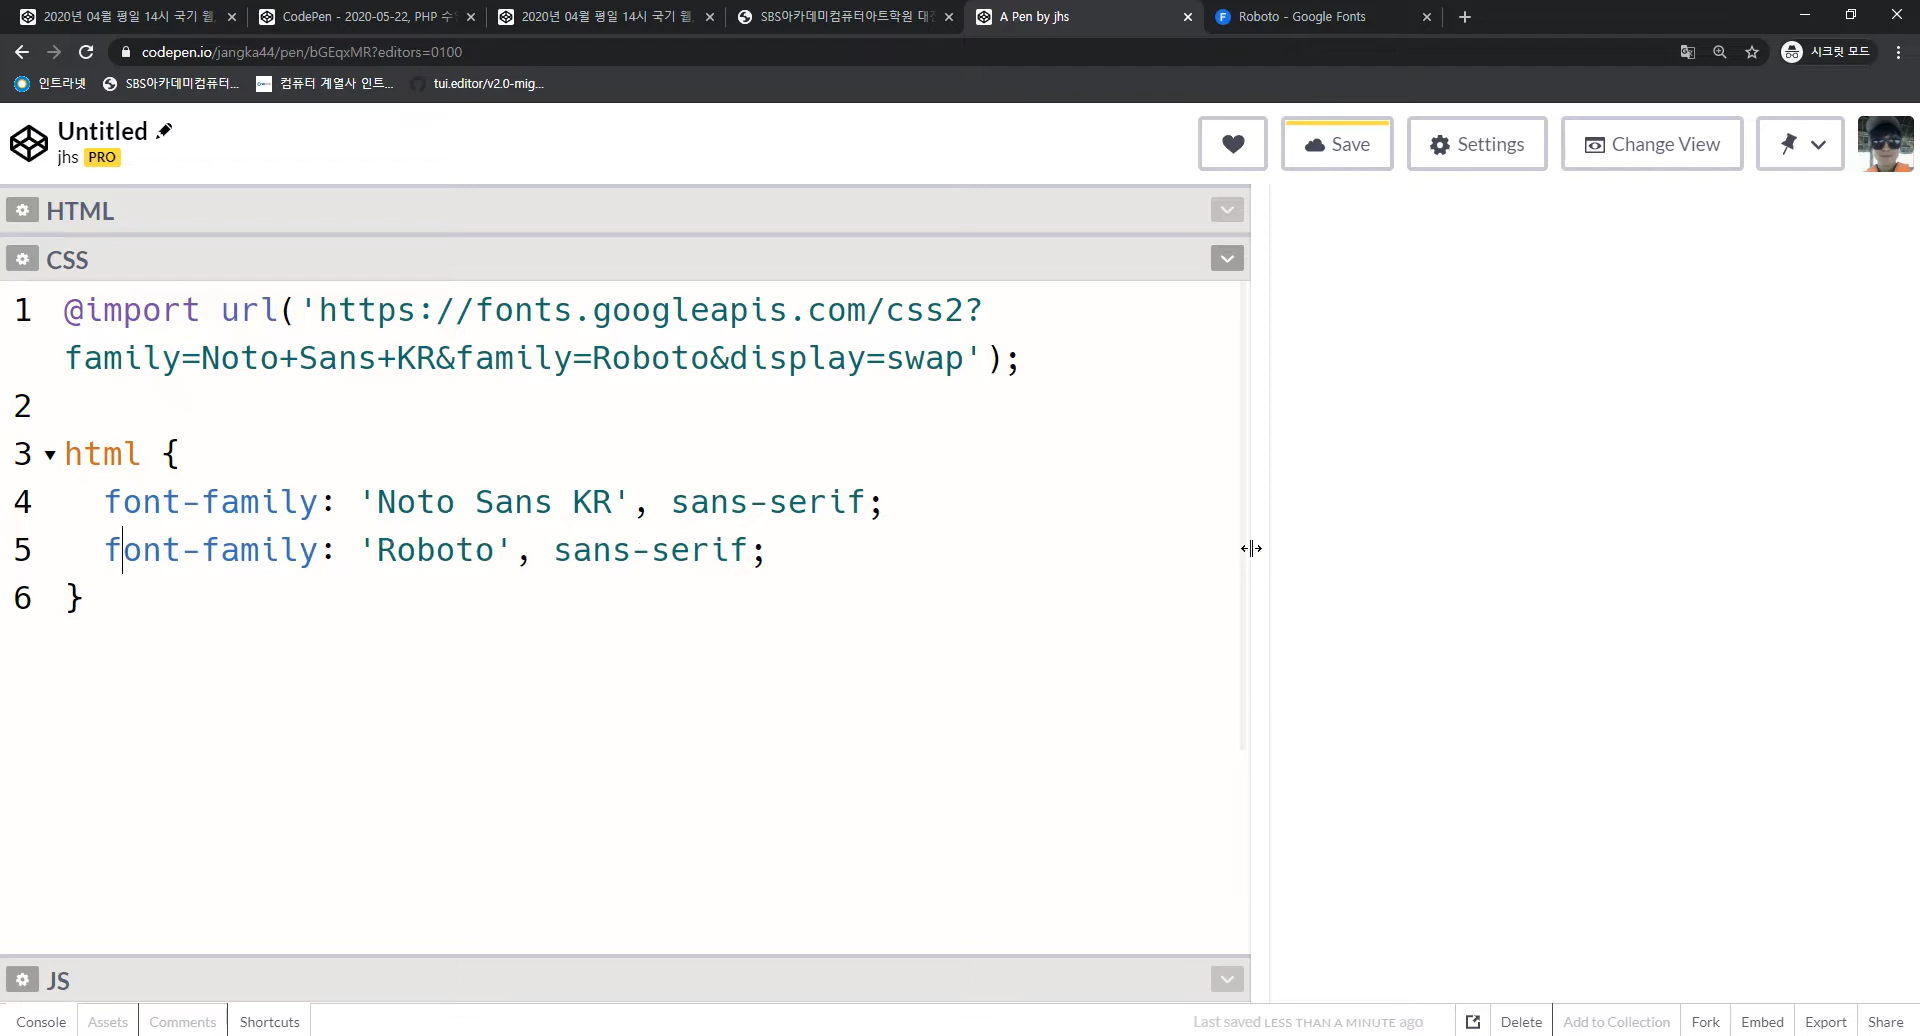 2020년 04월 평일 14시 국기 웹
CodePen - 2020-05-22, PHP 수
2020년 04월 평일 14시 국기 웹
SBS아카데미컴퓨터아트학원 대전
A Pen by jhs
Roboto - Google Fonts
codepen.io/jangka44/pen/bGEqxMR?editors=0100
시크릿 모드
인트라넷
SBS아카데미컴퓨터...
컴퓨터 계열사 인트...
tui.editor/v2.0-mig...
Untitled
jhs PRO
Save
Settings
Change View
HTML
CSS
1 @import url('https://fonts.googleapis.com/css2?
family=Noto+Sans+KR&family=Roboto&display=swap');
2
3 html {
4 font-family: 'Noto Sans KR', sans-serif;
5 font-family: 'Roboto', sans-serif;
6 }
JS
Console Assets Comments Shortcuts
Last saved LESS THAN A MINUTE ago
Delete Add to Collection Fork Embed Export Share